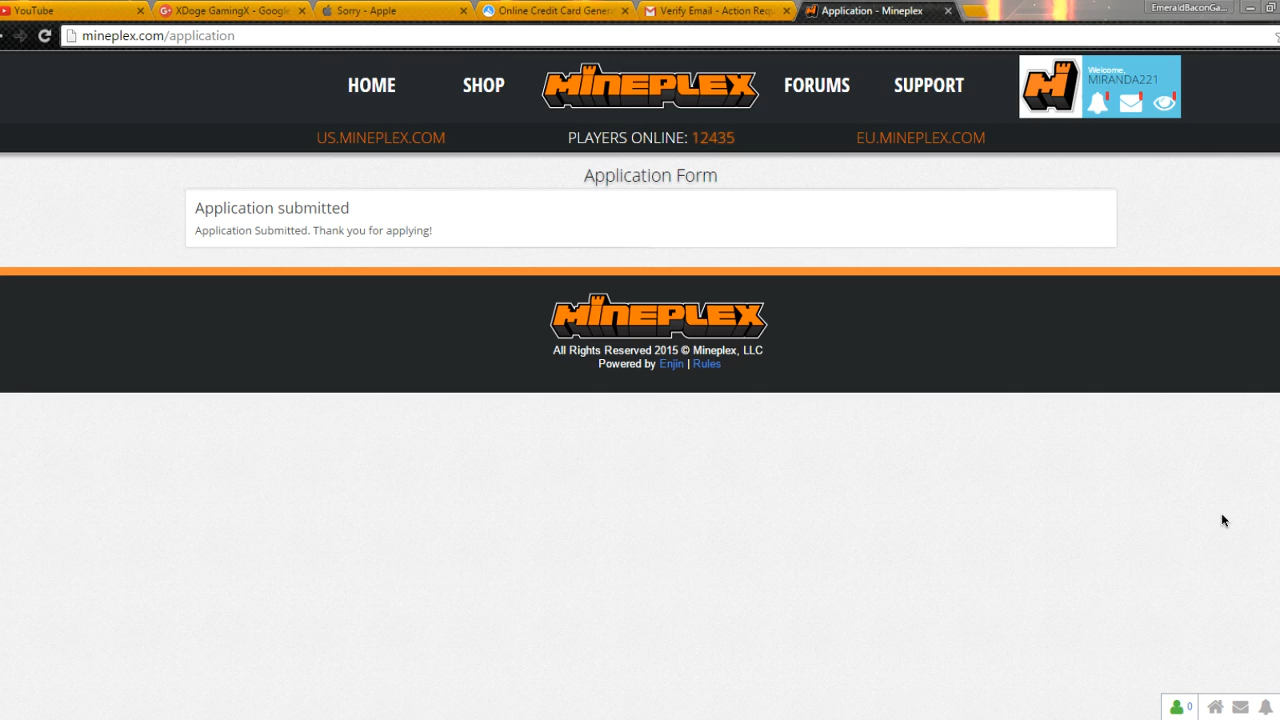 YouTube
XDoge GamingX - Google
Sorry - Apple
Online Credit Card Gener
Verify Email - Action Req
Application - Mineplex
EmeraldBaconGa...
mineplex.com/application
HOME
SHOP
MINEPLEX
FORUMS
SUPPORT
Welcome,
MIRANDA221
US.MINEPLEX.COM
PLAYERS ONLINE: 12435
EU.MINEPLEX.COM
Application Form
Application submitted
Application Submitted. Thank you for applying!
MINEPLEX
All Rights Reserved 2015 © Mineplex, LLC
Powered by Enjin | Rules
0